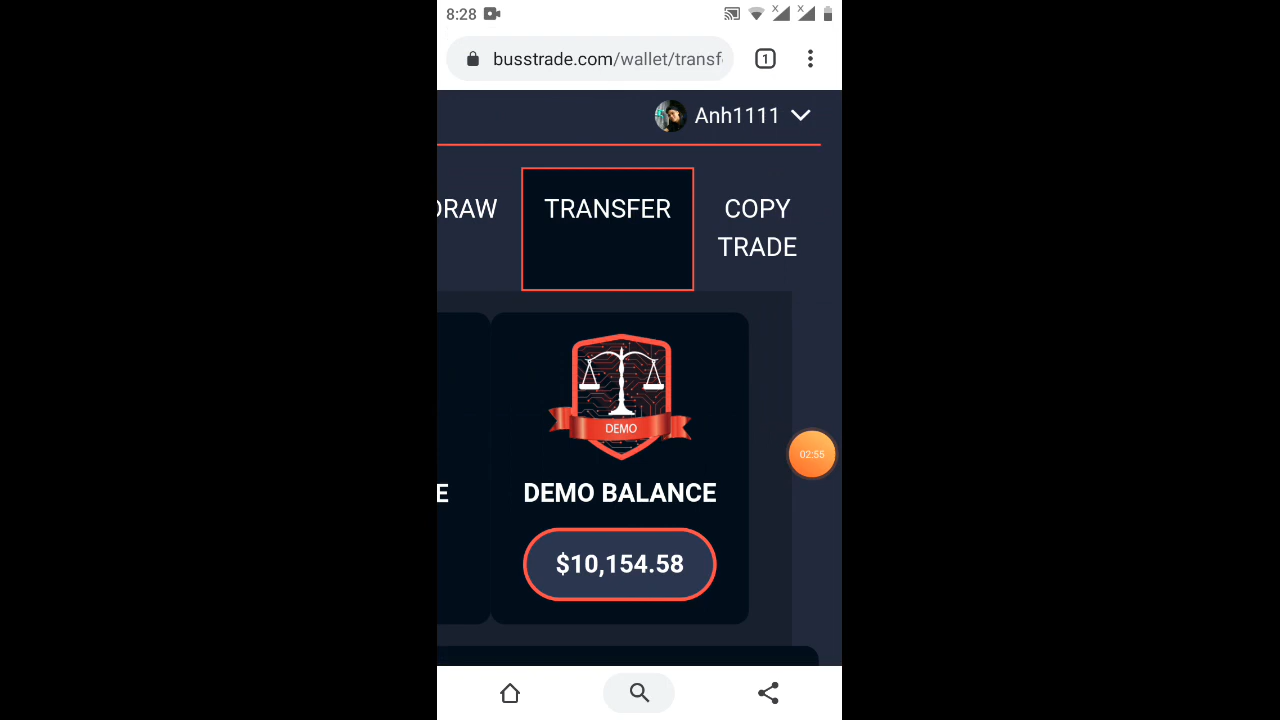 8:28
busstrade.com/wallet/transf
1
Anh1111
DRAW
TRANSFER
COPY
TRADE
DEMO
02:55
E
DEMO BALANCE
$10,154.58